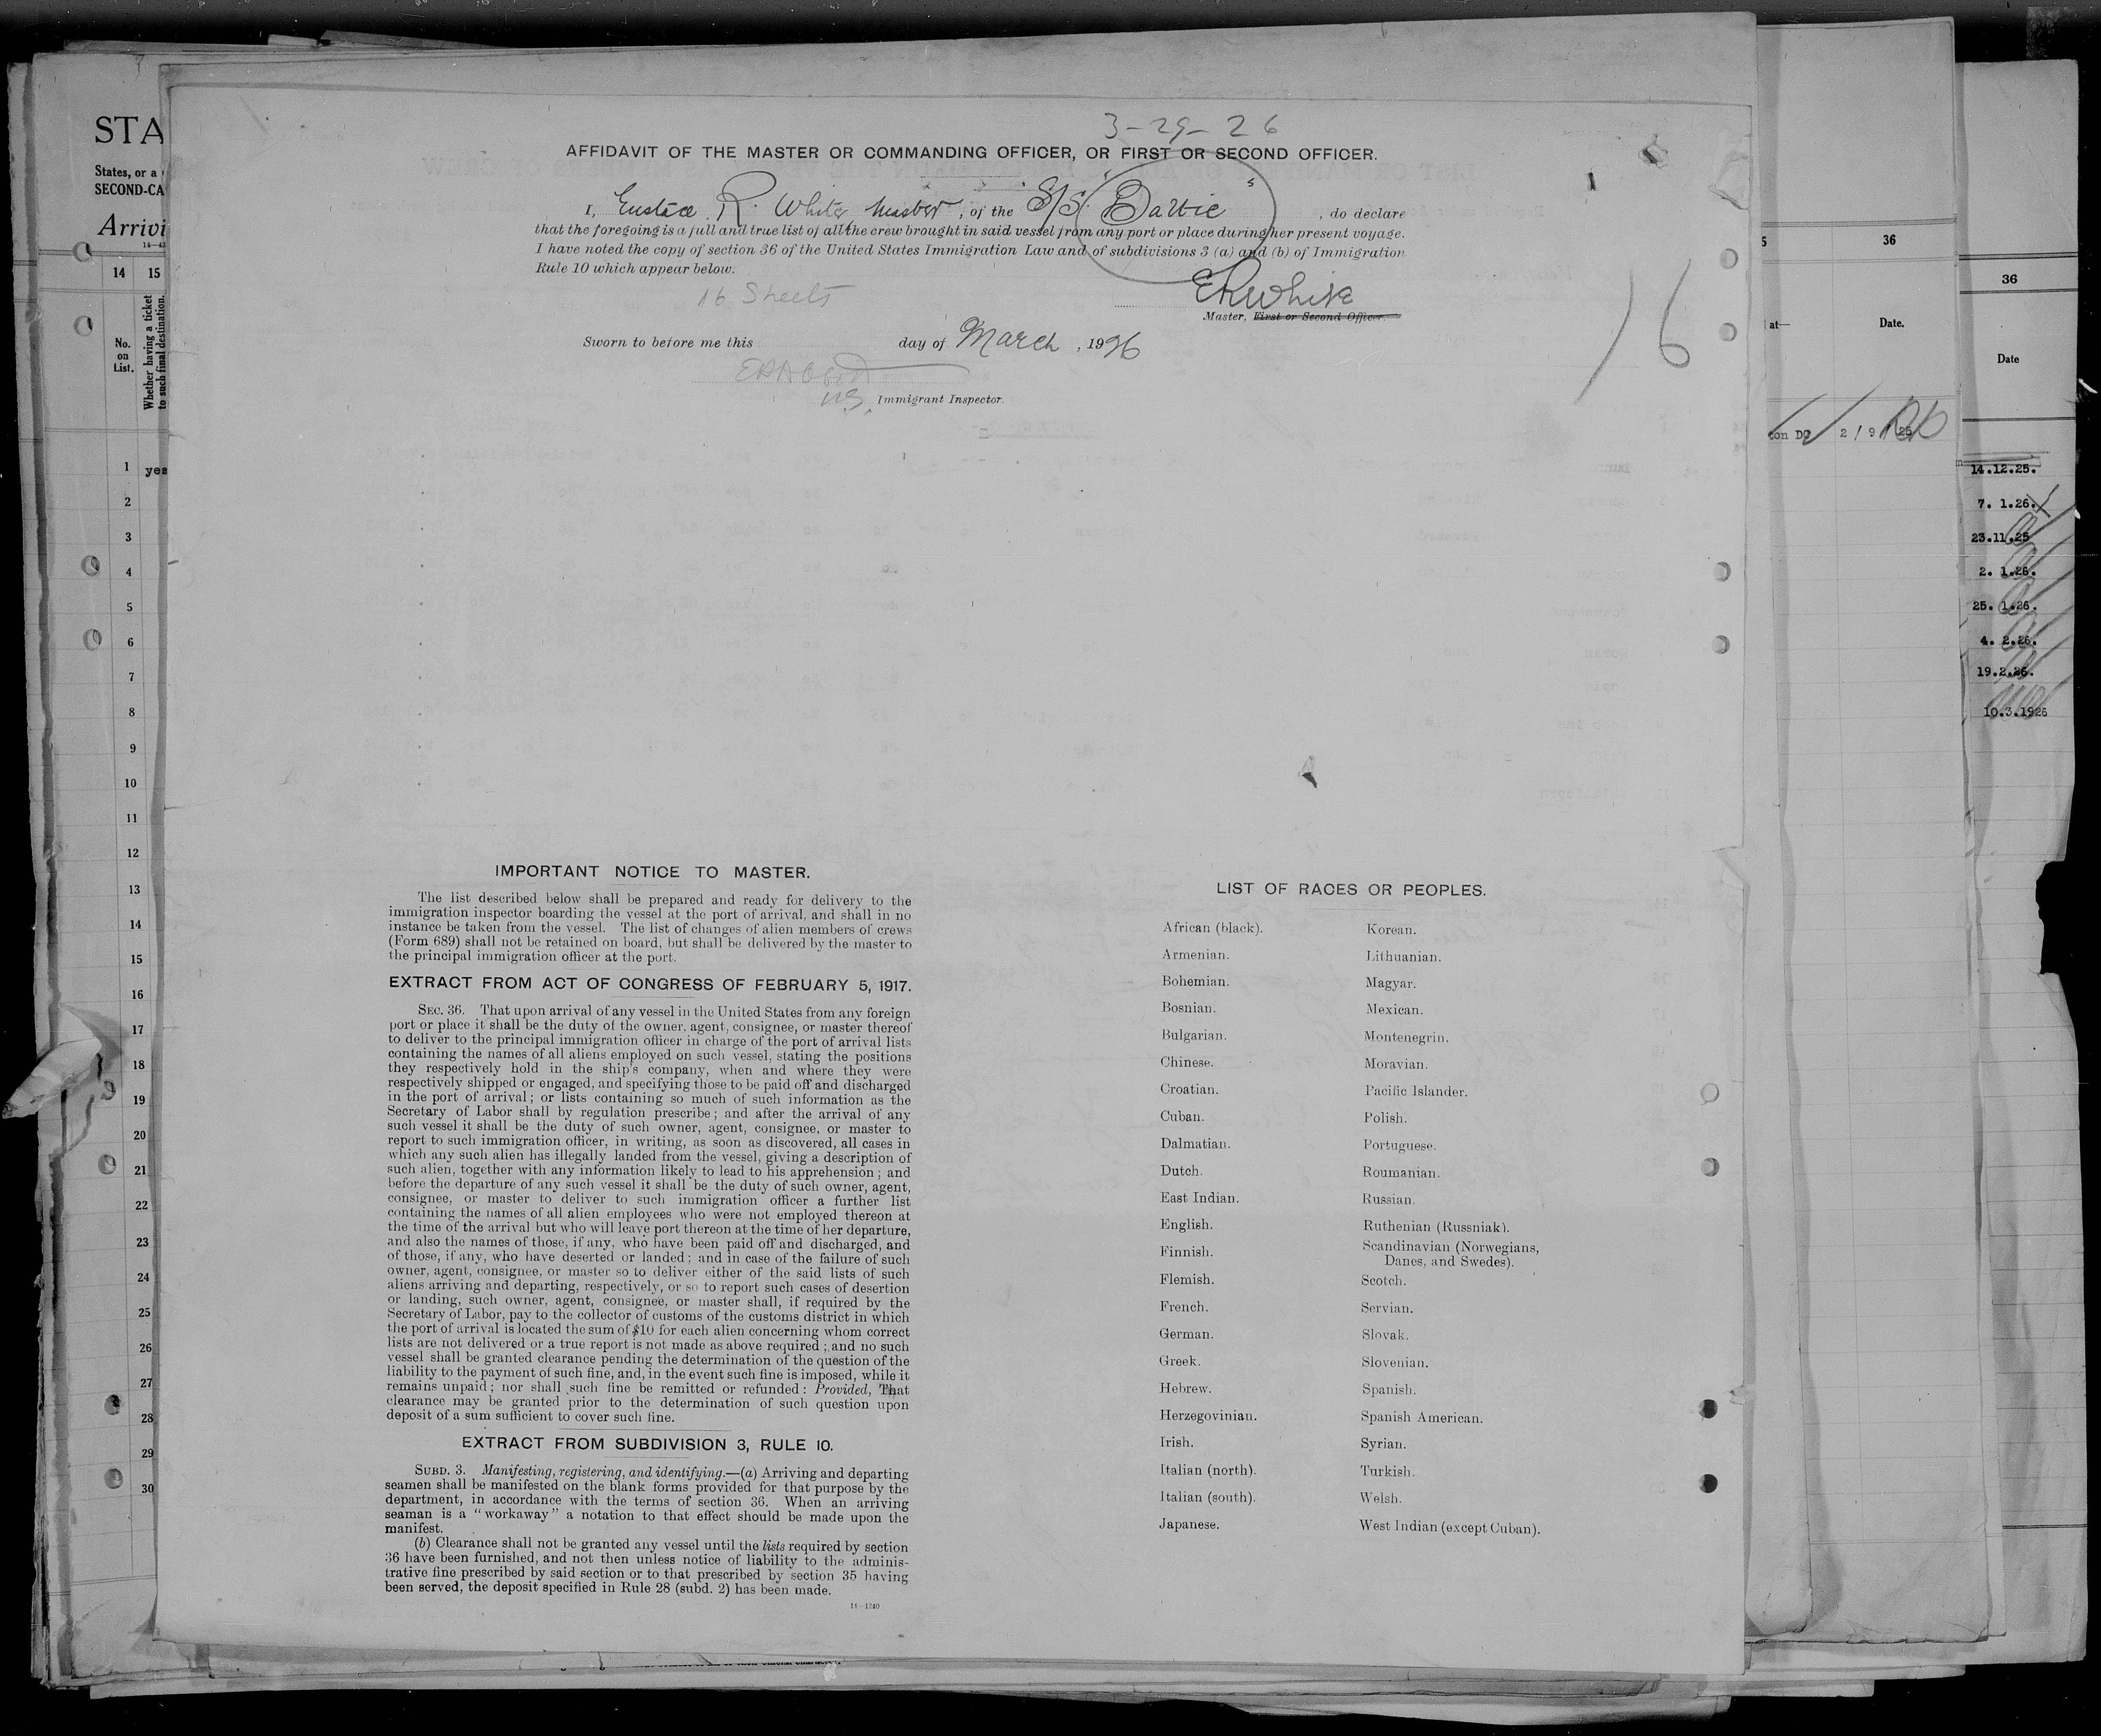 3-29-26
AFFIDAVIT OF THE MASTER OR COMMANDING OFFICER, OR FIRST OR SECOND OFFICER.
I, Eustace R. White Master, of the S/S. "Baltic", do declare
that the foregoing is a full and true list of all the crew brought in said vessel from any port or place during her present voyage.
I have noted the copy of section 36 of the United States Immigration Law and of subdivisions 3 (a) and (b) of Immigration
Rule 10 which appear below.
16 Sheets
ERWhite
Master, First or Second Officer.
16
Sworn to before me this day of March, 1926
U.S. Immigrant Inspector.
IMPORTANT NOTICE TO MASTER.
The list described below shall be prepared and ready for delivery to the
immigration inspector boarding the vessel at the port of arrival, and shall in no
instance be taken from the vessel. The list of changes of alien members of crews
(Form 689) shall not be retained on board, but shall be delivered by the master to
the principal immigration officer at the port.
EXTRACT FROM ACT OF CONGRESS OF FEBRUARY 5, 1917.
SEC. 36. That upon arrival of any vessel in the United States from any foreign
port or place it shall be the duty of the owner, agent, consignee, or master thereof
to deliver to the principal immigration officer in charge of the port of arrival lists
containing the names of all aliens employed on such vessel, stating the positions
they respectively hold in the ship's company, when and where they were
respectively shipped or engaged, and specifying those to be paid off and discharged
in the port of arrival; or lists containing so much of such information as the
Secretary of Labor shall by regulation prescribe; and after the arrival of any
such vessel it shall be the duty of such owner, agent, consignee, or master to
report to such immigration officer, in writing, as soon as discovered, all cases in
which any such alien has illegally landed from the vessel, giving a description of
such alien, together with any information likely to lead to his apprehension; and
before the departure of any such vessel it shall be the duty of such owner, agent,
consignee, or master to deliver to such immigration officer a further list
containing the names of all alien employees who were not employed thereon at
the time of the arrival but who will leave port thereon at the time of her departure,
and also the names of those, if any, who have been paid off and discharged, and
of those, if any, who have deserted or landed; and in case of the failure of such
owner, agent, consignee, or master so to deliver either of the said lists of such
aliens arriving and departing, respectively, or so to report such cases of desertion
or landing, such owner, agent, consignee, or master shall, if required by the
Secretary of Labor, pay to the collector of customs of the customs district in which
the port of arrival is located the sum of $10 for each alien concerning whom correct
lists are not delivered or a true report is not made as above required; and no such
vessel shall be granted clearance pending the determination of the question of the
liability to the payment of such fine, and, in the event such fine is imposed, while it
remains unpaid; nor shall such fine be remitted or refunded: Provided, That
clearance may be granted prior to the determination of such question upon
deposit of a sum sufficient to cover such fine.
EXTRACT FROM SUBDIVISION 3, RULE 10.
SUBD. 3. Manifesting, registering, and identifying.—(a) Arriving and departing
seamen shall be manifested on the blank forms provided for that purpose by the
department, in accordance with the terms of section 36. When an arriving
seaman is a "workaway" a notation to that effect should be made upon the
manifest.
(b) Clearance shall not be granted any vessel until the lists required by section
36 have been furnished, and not then unless notice of liability to the adminis-
trative fine prescribed by said section or to that prescribed by section 35 having
been served, the deposit specified in Rule 28 (subd. 2) has been made.
14—1240
LIST OF RACES OR PEOPLES.
African (black).
Armenian.
Bohemian.
Bosnian.
Bulgarian.
Chinese.
Croatian.
Cuban.
Dalmatian.
Dutch.
East Indian.
English.
Finnish.
Flemish.
French.
German.
Greek.
Hebrew.
Herzegovinian.
Irish.
Italian (north).
Italian (south).
Japanese.
Korean.
Lithuanian.
Magyar.
Mexican.
Montenegrin.
Moravian.
Pacific Islander.
Polish.
Portuguese.
Roumanian.
Russian.
Ruthenian (Russniak).
Scandinavian (Norwegians,
Danes, and Swedes).
Scotch.
Servian.
Slovak.
Slovenian.
Spanish.
Spanish American.
Syrian.
Turkish.
Welsh.
West Indian (except Cuban).
STA
States, or a
SECOND-CA
Arrivi
14 15
No.
on
List.
Whether having a ticket
to such final destination.
1 yes
2
3
4
5
6
7
8
9
10
11
12
13
14
15
16
17
18
19
20
21
22
23
24
25
26
27
28
29
30
5 36
at—
Date.
ton DC 2/9 25
36
Date
14.12.25.
7. 1.26.
23.11.25
2. 1.26.
25. 1.26.
4. 2.26.
19.2.26.
10.3.1926